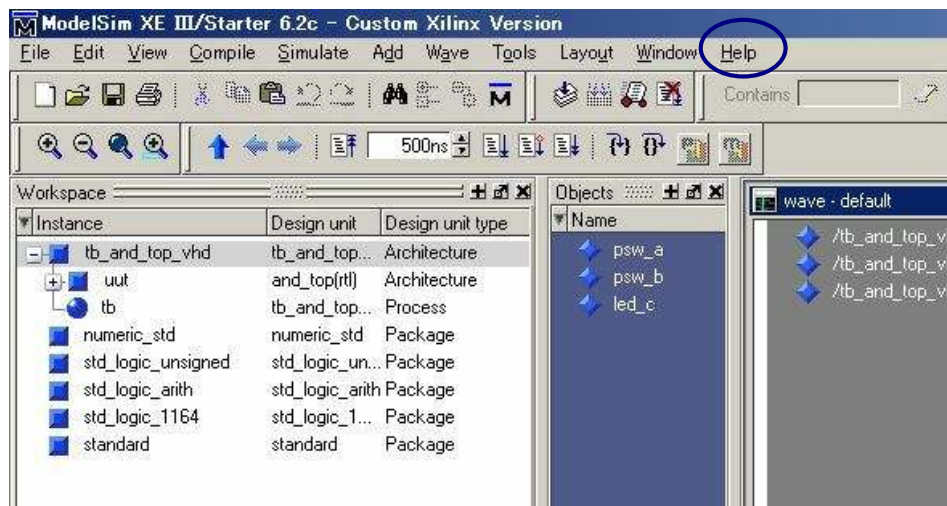 ModelSim XE III/Starter 6.2c - Custom Xilinx Version
File Edit View Compile Simulate Add Wave Tools Layout Window Help
Contains
500ns
Workspace
Instance Design unit Design unit type
tb_and_top_vhd tb_and_top... Architecture
uut and_top(rtl) Architecture
tb tb_and_top... Process
numeric_std numeric_std Package
std_logic_unsigned std_logic_un... Package
std_logic_arith std_logic_arith Package
std_logic_1164 std_logic_1... Package
standard standard Package
Objects
Name
psw_a
psw_b
led_c
wave - default
/tb_and_top_v
/tb_and_top_v
/tb_and_top_v